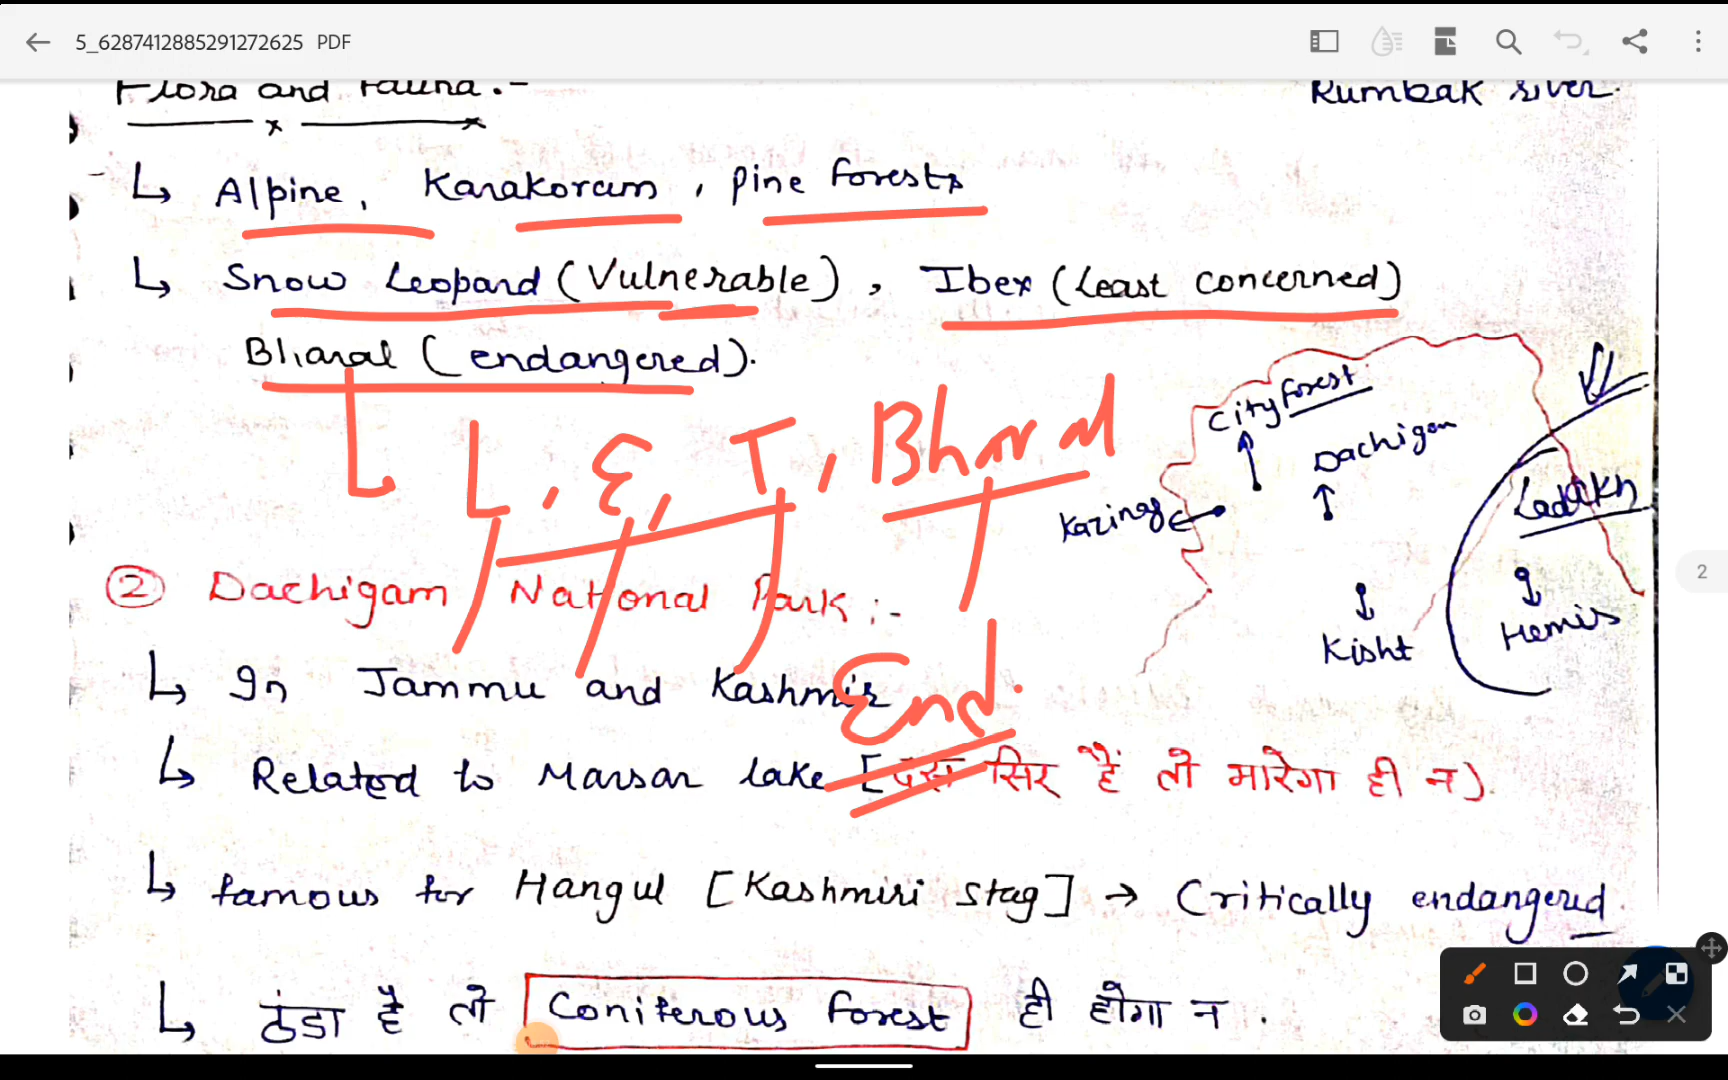 5_6287412885291272625 PDF
Flora and Fauna :-
Rumbak river.
↳ Alpine, Karakoram, pine forests
↳ Snow Leopard (Vulnerable), Ibex (Least concerned)
Bharal (endangered).
L, E, T, Bharal
End.
City forest
Dachigam
Kazinag
Ladakh
Kisht
Hemis
2
② Dachigam National Park :-
↳ In Jammu and Kashmir
↳ Related to Marsar lake [दस सिर है तो मारेगा ही न).
↳ famous for Hangul [Kashmiri stag] → Critically endangered.
↳ ठंडा है तो Coniferous forest ही होगा न .